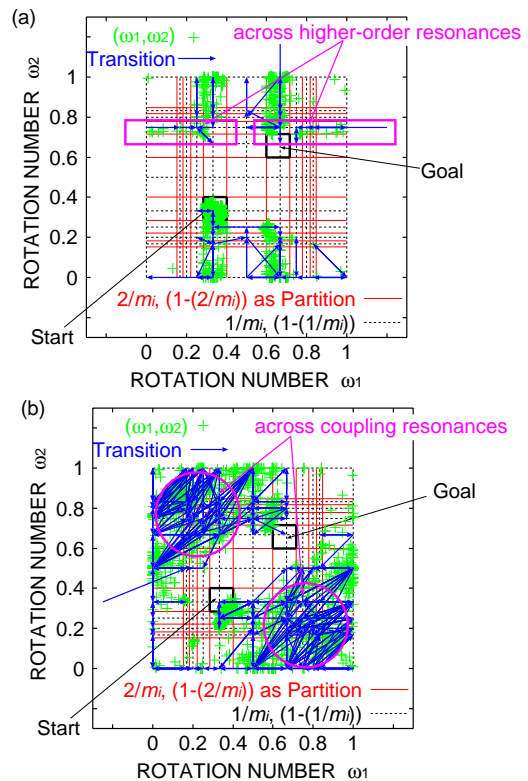 (a)
(ω1,ω2) +
across higher-order resonances
Transition
ROTATION NUMBER ω2
1
0.8
0.6
0.4
0.2
0
Goal
2/mi, (1-(2/mi)) as Partition
1/mi, (1-(1/mi))
Start
0 0.2 0.4 0.6 0.8 1
ROTATION NUMBER ω1
(b)
(ω1,ω2) +
across coupling resonances
Transition
ROTATION NUMBER ω2
1
0.8
0.6
0.4
0.2
0
Goal
2/mi, (1-(2/mi)) as Partition
1/mi, (1-(1/mi))
Start
0 0.2 0.4 0.6 0.8 1
ROTATION NUMBER ω1